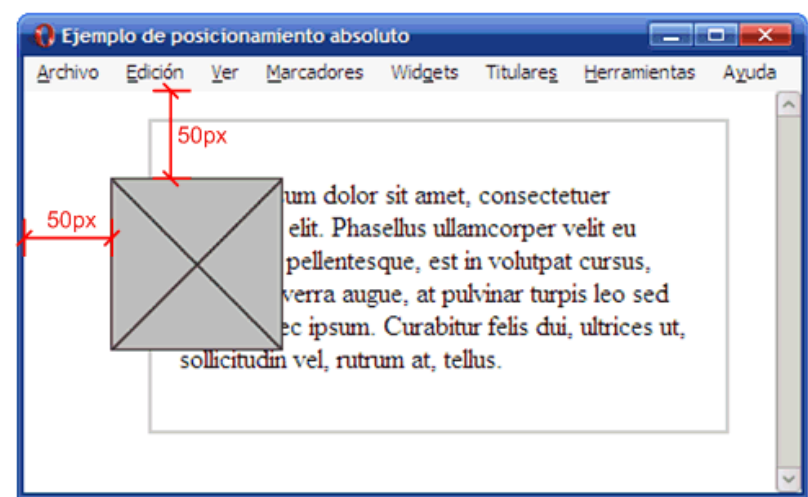 Ejemplo de posicionamiento absoluto
Archivo Edición Ver Marcadores Widgets Titulares Herramientas Ayuda
50px
um dolor sit amet, consectetuer
50px elit. Phasellus ullamcorper velit eu
pellentesque, est in volutpat cursus,
verra augue, at pulvinar turpis leo sed
ec ipsum. Curabitur felis dui, ultrices ut,
sollicitudin vel, rutrum at, tellus.